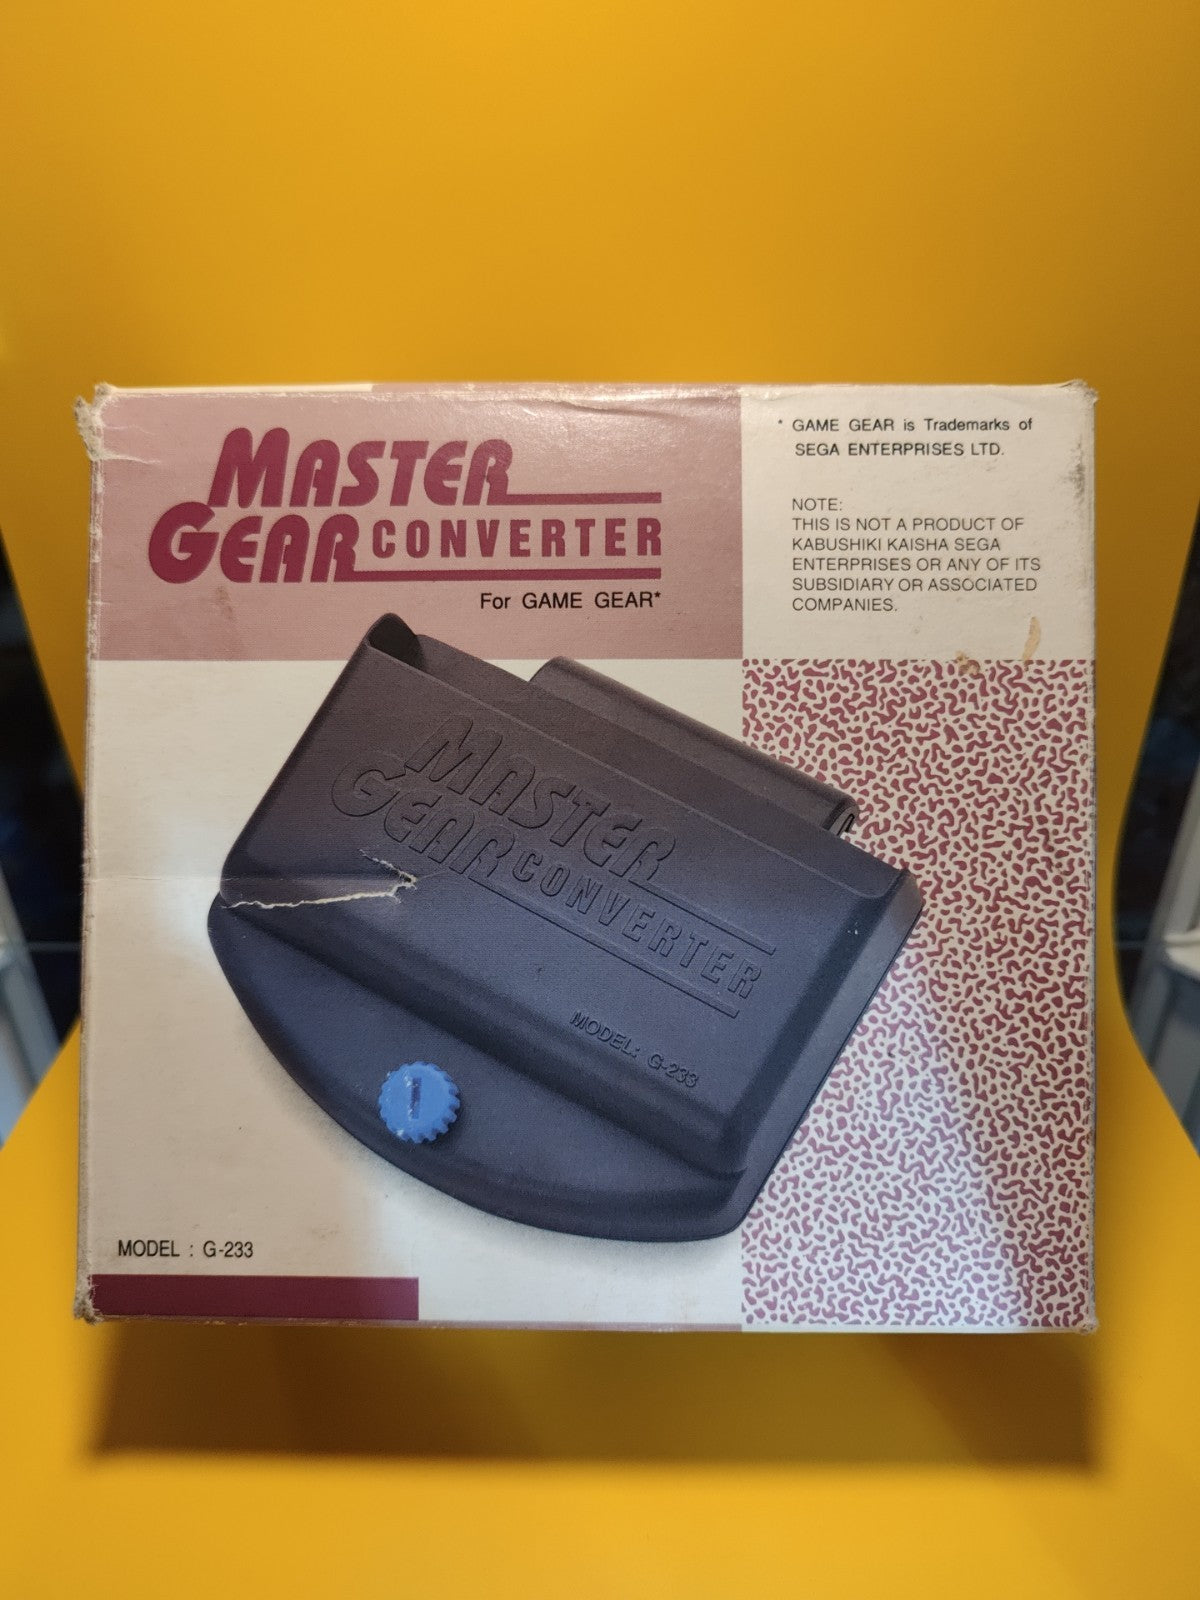 MASTER
GEAR CONVERTER
For GAME GEAR*
* GAME GEAR is Trademarks of
SEGA ENTERPRISES LTD.
NOTE:
THIS IS NOT A PRODUCT OF
KABUSHIKI KAISHA SEGA
ENTERPRISES OR ANY OF ITS
SUBSIDIARY OR ASSOCIATED
COMPANIES.
MASTER
GEAR CONVERTER
MODEL: G-233
MODEL : G-233